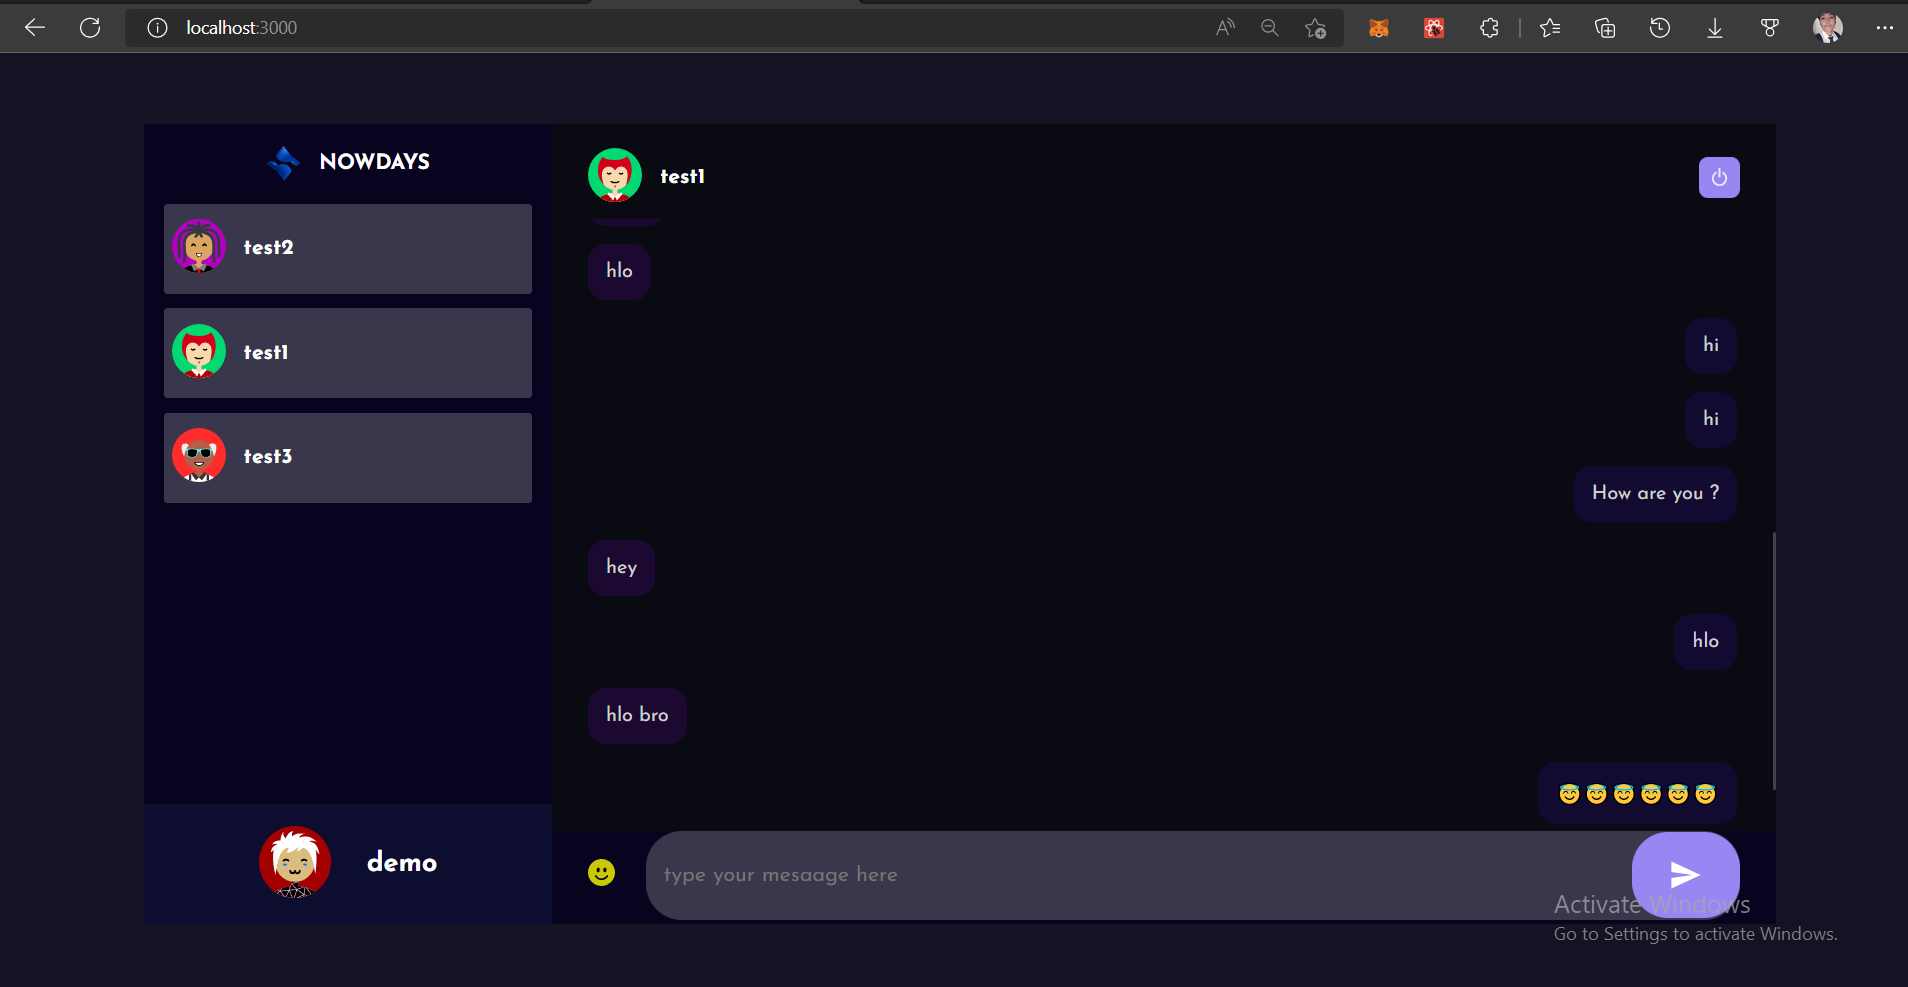 localhost:3000
NOWDAYS
test2
test1
test3
demo
test1
hlo
hi
hi
How are you ?
hey
hlo
hlo bro
😇😇😇😇😇😇
type your mesaage here
Activate Windows
Go to Settings to activate Windows.